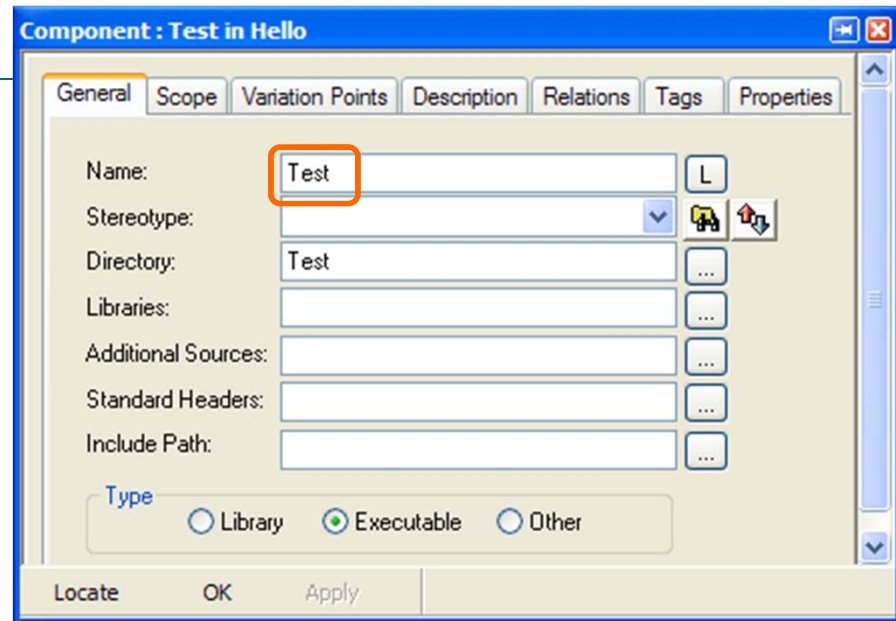 Component : Test in Hello
General Scope Variation Points Description Relations Tags Properties
Name: Test L
Stereotype:
Directory: Test ...
Libraries: ...
Additional Sources: ...
Standard Headers: ...
Include Path: ...
Type
Library Executable Other
Locate OK Apply